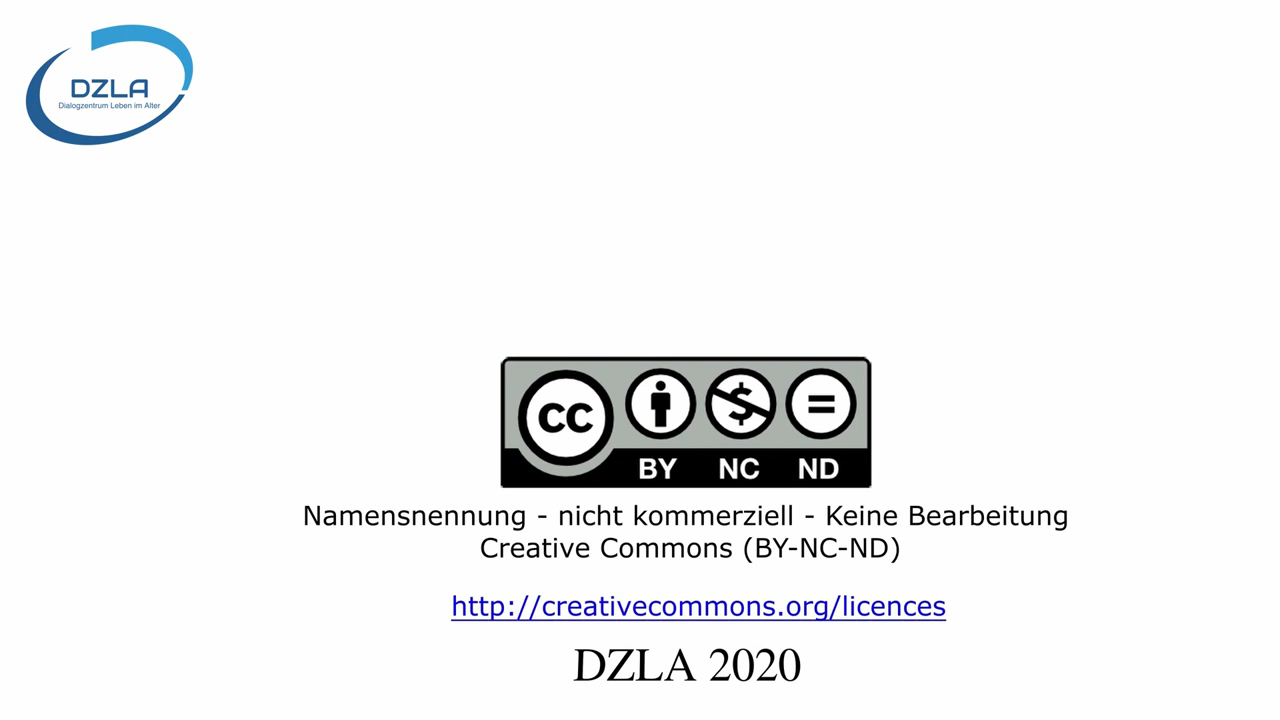 DZLA
Dialogzentrum Leben im Alter
CC
BY NC ND
Namensnennung - nicht kommerziell - Keine Bearbeitung
Creative Commons (BY-NC-ND)
http://creativecommons.org/licences
DZLA 2020